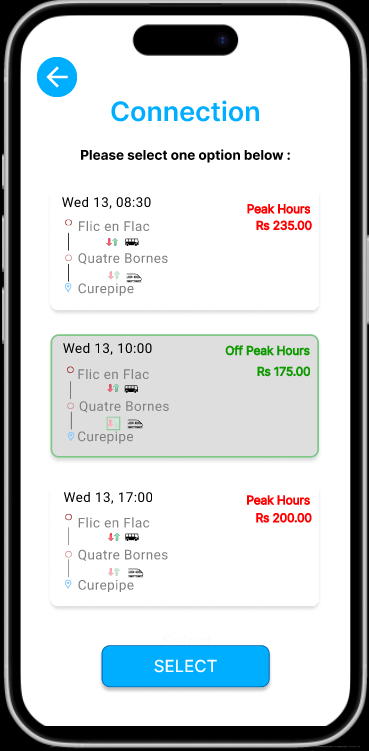 Connection
Please select one option below :
Wed 13, 08:30
Peak Hours
Flic en Flac
Rs 235.00
Quatre Bornes
Curepipe
Wed 13, 10:00
Off Peak Hours
Flic en Flac
Rs 175.00
Quatre Bornes
Curepipe
Wed 13, 17:00
Peak Hours
Flic en Flac
Rs 200.00
Quatre Bornes
Curepipe
SELECT